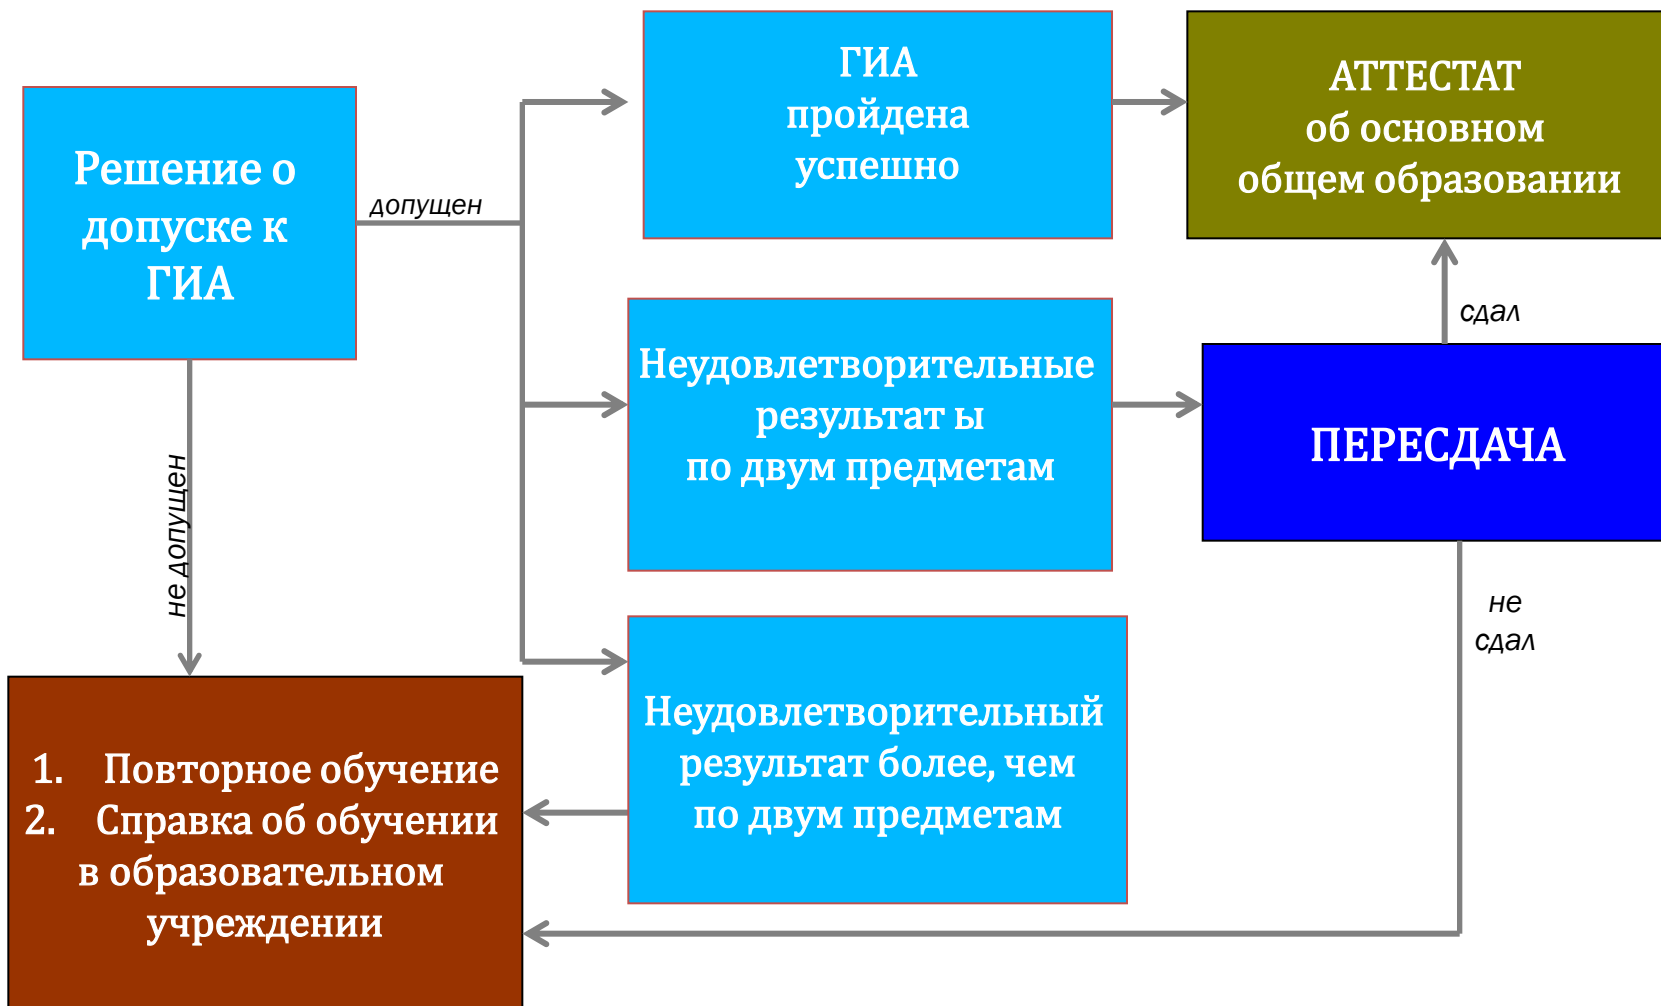 Решение о
допуске к
ГИА
допущен
не допущен
ГИА
пройдена
успешно
АТТЕСТАТ
об основном
общем образовании
сдал
Неудовлетворительные
результат ы
по двум предметам
ПЕРЕСДАЧА
не
сдал
Неудовлетворительный
результат более, чем
по двум предметам
1. Повторное обучение
2. Справка об обучении
в образовательном
учреждении